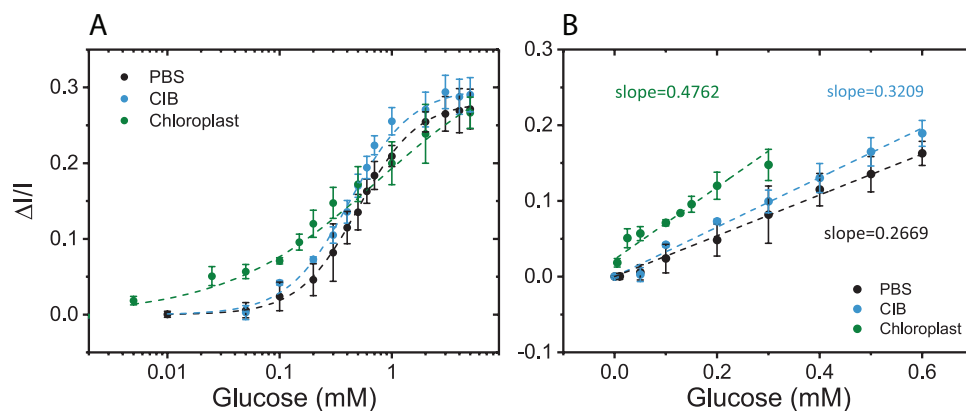 A
B
PBS
CIB
Chloroplast
0.3
0.2
0.1
0.0
ΔI/I
0.01
0.1
1
Glucose (mM)
0.3
0.2
0.1
0.0
-0.1
slope=0.4762
slope=0.3209
slope=0.2669
PBS
CIB
Chloroplast
0.0
0.2
0.4
0.6
Glucose (mM)